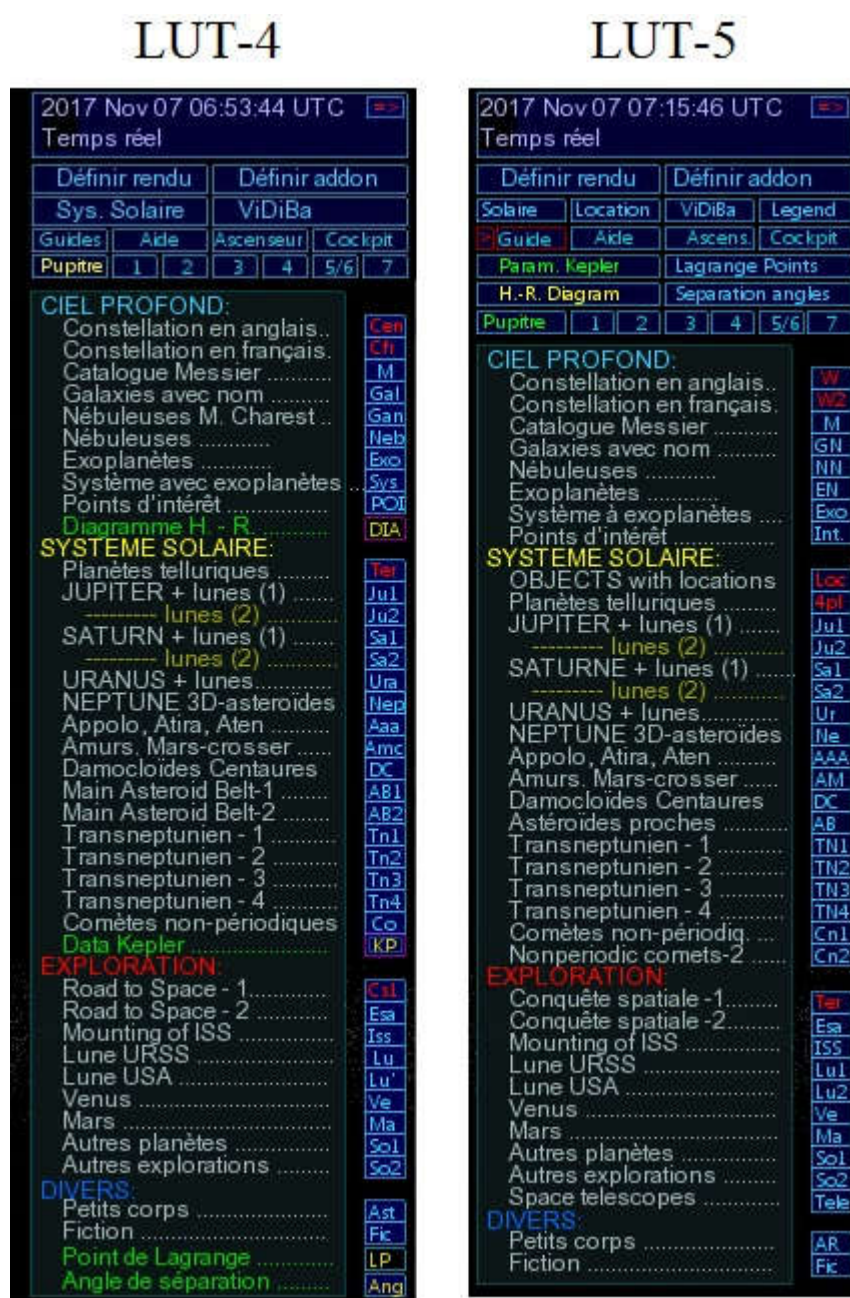 LUT-4
2017 Nov 07 06:53:44 UTC =>
Temps réel
Définir rendu Définir addon
Sys. Solaire ViDiBa
Guides Aide Ascenseur Cockpit
Pupitre 1 2 3 4 5/6 7
CIEL PROFOND:
Constellation en anglais.. Cen
Constellation en français. Cfr
Catalogue Messier ........... M
Galaxies avec nom .......... Gal
Nébuleuses M. Charest .. Gan
Nébuleuses ............ Neb
Exoplanètes ............ Exo
Système avec exoplanètes ... Sys
Points d'intérêt ............. POI
Diagramme H. - R. ........... DIA
SYSTEME SOLAIRE:
Planètes telluriques ......... Ter
JUPITER + lunes (1) ....... Ju1
--------- lunes (2) ............ Ju2
SATURN + lunes (1) ....... Sa1
--------- lunes (2) ............ Sa2
URANUS + lunes............ Ura
NEPTUNE 3D-asteroides Nep
Appolo, Atira, Aten .......... Aaa
Amurs. Mars-crosser ...... Amc
Damocloïdes Centaures DC
Main Asteroid Belt-1 ........ AB1
Main Asteroid Belt-2 ........ AB2
Transneptunien - 1 ........... Tn1
Transneptunien - 2 ........... Tn2
Transneptunien - 3 ........... Tn3
Transneptunien - 4 ........... Tn4
Comètes non-périodiques Co
Data Kepler ........................ KP
EXPLORATION:
Road to Space - 1............ Cs1
Road to Space - 2 ........... Esa
Mounting of ISS ............... Iss
Lune URSS ..................... Lu
Lune USA ....................... Lu'
Venus ............................. Ve
Mars ............................... Ma
Autres planètes ............... So1
Autres explorations ......... So2
DIVERS:
Petits corps .................... Ast
Fiction ............................ Fic
Point de Lagrange ........... LP
Angle de séparation ......... Ang
LUT-5
2017 Nov 07 07:15:46 UTC =>
Temps réel
Définir rendu Définir addon
Solaire Location ViDiBa Legend
> Guide Aide Ascens. Cockpit
Param. Kepler Lagrange Points
H.-R. Diagram Separation angles
Pupitre 1 2 3 4 5/6 7
CIEL PROFOND:
Constellation en anglais.. W
Constellation en français. W2
Catalogue Messier ........... M
Galaxies avec nom .......... GN
Nébuleuses ............ NN
Exoplanètes ............ EN
Système à exoplanètes .... Exo
Points d'intérêt ............. Int.
SYSTEME SOLAIRE:
OBJECTS with locations Loc
Planètes telluriques ......... 4pl
JUPITER + lunes (1) ....... Ju1
--------- lunes (2) ............ Ju2
SATURNE + lunes (1) ...... Sa1
--------- lunes (2) ............ Sa2
URANUS + lunes............ Ur
NEPTUNE 3D-asteroides Ne
Appolo, Atira, Aten .......... AAA
Amurs. Mars-crosser ...... AM
Damocloïdes Centaures DC
Astéroïdes proches .......... AB
Transneptunien - 1 ........... TN1
Transneptunien - 2 ........... TN2
Transneptunien - 3 ........... TN3
Transneptunien - 4 ........... TN4
Comètes non-périodiq. ... Cn1
Nonperiodic comets-2 ...... Cn2
EXPLORATION:
Conquête spatiale -1........ Ter
Conquête spatiale -2........ Esa
Mounting of ISS ............... ISS
Lune URSS ..................... Lu1
Lune USA ....................... Lu2
Venus ............................. Ve
Mars ............................... Ma
Autres planètes ............... So1
Autres explorations ......... So2
Space telescopes ........... Tele
DIVERS:
Petits corps .................... AR
Fiction ............................ Fic